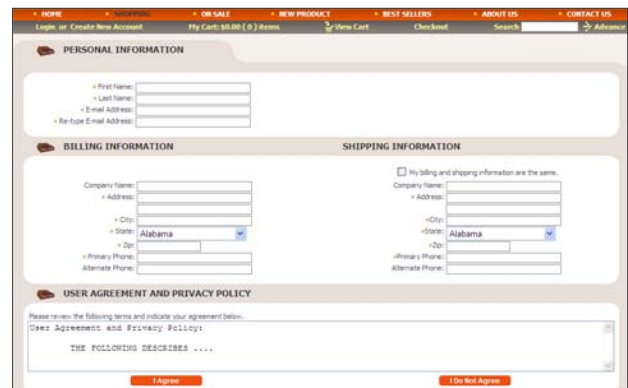 HOME SHOPPING ON SALE NEW PRODUCT BEST SELLERS ABOUT US CONTACT US
Login or Create New Account My Cart: $0.00 ( 0 ) Items View Cart Checkout Search Advance
PERSONAL INFORMATION
* First Name:
* Last Name:
* E-mail Address:
* Re-type E-mail Address:
BILLING INFORMATION SHIPPING INFORMATION
My billing and shipping information are the same.
Company Name: Company Name:
* Address: * Address:
* City: *City:
* State: Alabama *State: Alabama
* Zip: *Zip:
* Primary Phone: *Primary Phone:
Alternate Phone: Alternate Phone:
USER AGREEMENT AND PRIVACY POLICY
Please review the following terms and indicate your agreement below.
User Agreement and Privacy Policy:
THE FOLLOWING DESCRIBES ....
I Agree I Do Not Agree